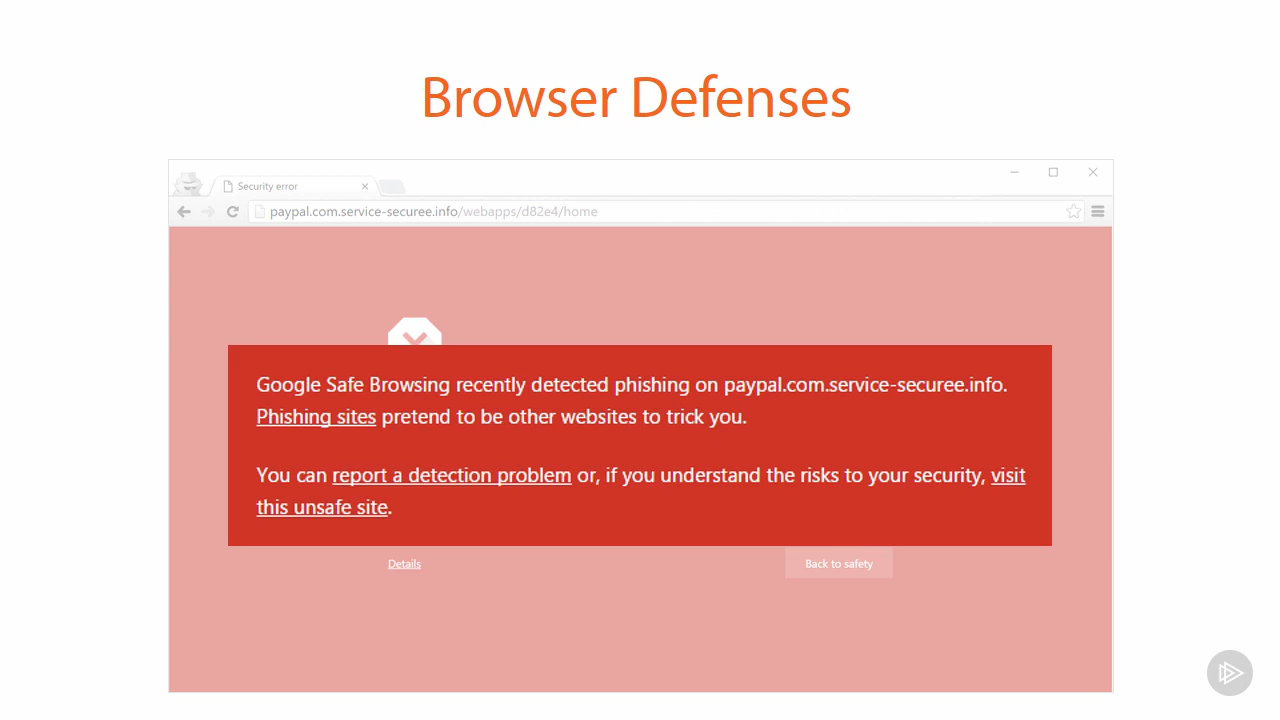 Browser Defenses
Security error
paypal.com.service-securee.info/webapps/d82e4/home
Google Safe Browsing recently detected phishing on paypal.com.service-securee.info.
Phishing sites pretend to be other websites to trick you.
You can report a detection problem or, if you understand the risks to your security, visit
this unsafe site.
Details
Back to safety